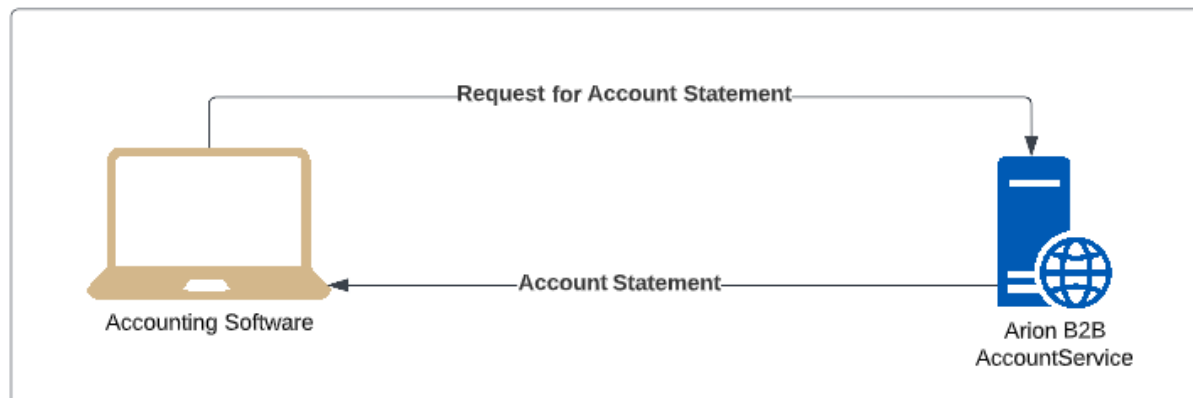 Request for Account Statement
Account Statement
Accounting Software
Arion B2B
AccountService